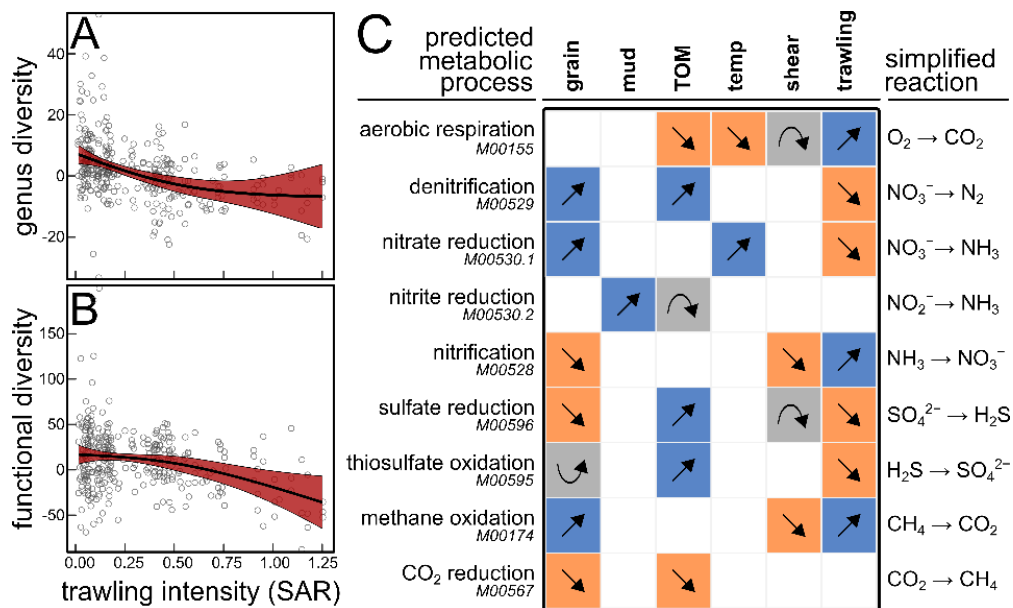 A
genus diversity
40
20
0
-20
B
functional diversity
150
100
50
0
-50
0.00 0.25 0.50 0.75 1.00 1.25
trawling intensity (SAR)
C
predicted
metabolic
process
grain mud TOM temp shear trawling
simplified
reaction
aerobic respiration
M00155
O₂ → CO₂
denitrification
M00529
NO₃⁻ → N₂
nitrate reduction
M00530.1
NO₃⁻ → NH₃
nitrite reduction
M00530.2
NO₂⁻ → NH₃
nitrification
M00528
NH₃ → NO₃⁻
sulfate reduction
M00596
SO₄²⁻ → H₂S
thiosulfate oxidation
M00595
H₂S → SO₄²⁻
methane oxidation
M00174
CH₄ → CO₂
CO₂ reduction
M00567
CO₂ → CH₄